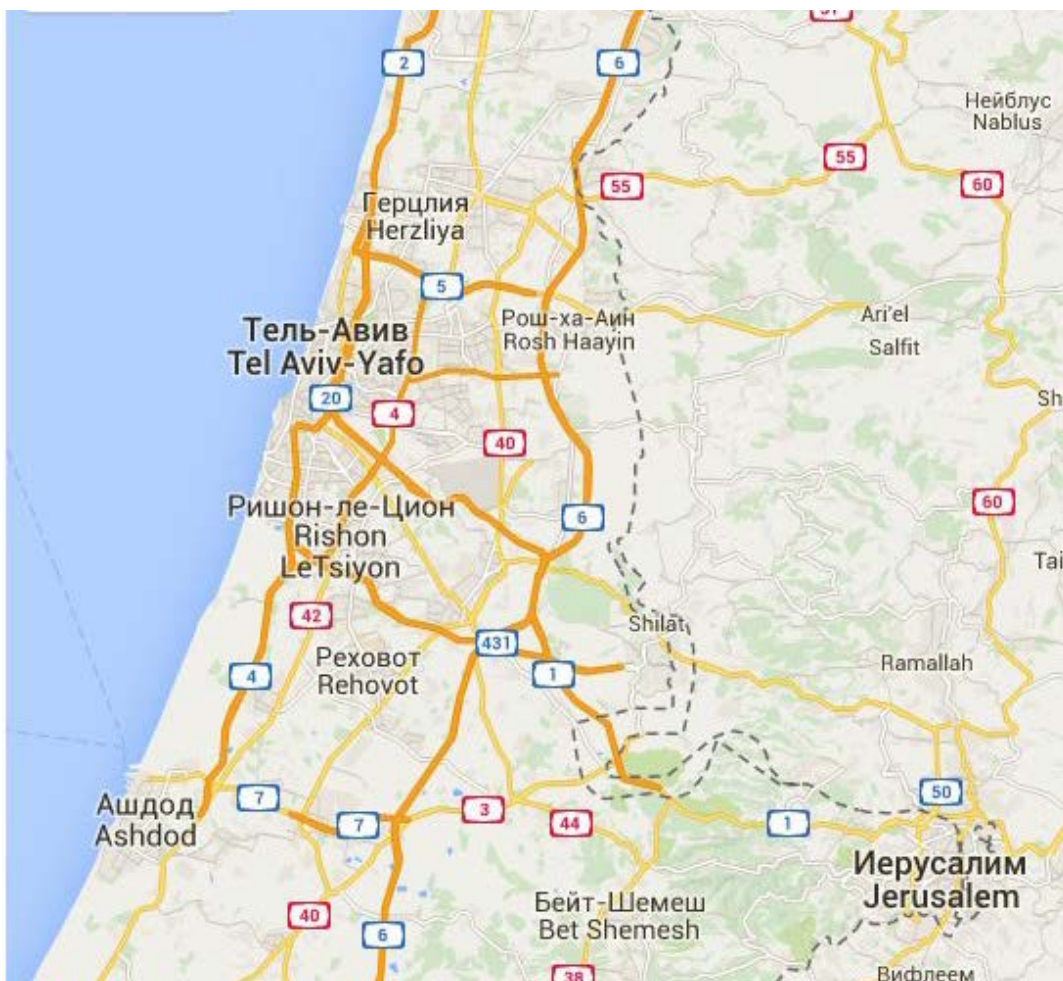 2
6
Нейблус
Nablus
55
55
60
Герцлия
Herzliya
5
Рош-ха-Аин
Rosh Haayin
Ari'el
Salfit
Тель-Авив
Tel Aviv-Yafo
20
4
40
Sh
60
Ришон-ле-Цион
Rishon
LeTsiyon
6
Tai
42
431
Shilat
4
Реховот
Rehovot
1
Ramallah
Ашдод
Ashdod
7
7
3
44
1
50
Иерусалим
Jerusalem
40
6
Бейт-Шемеш
Bet Shemesh
38
Вифлеем